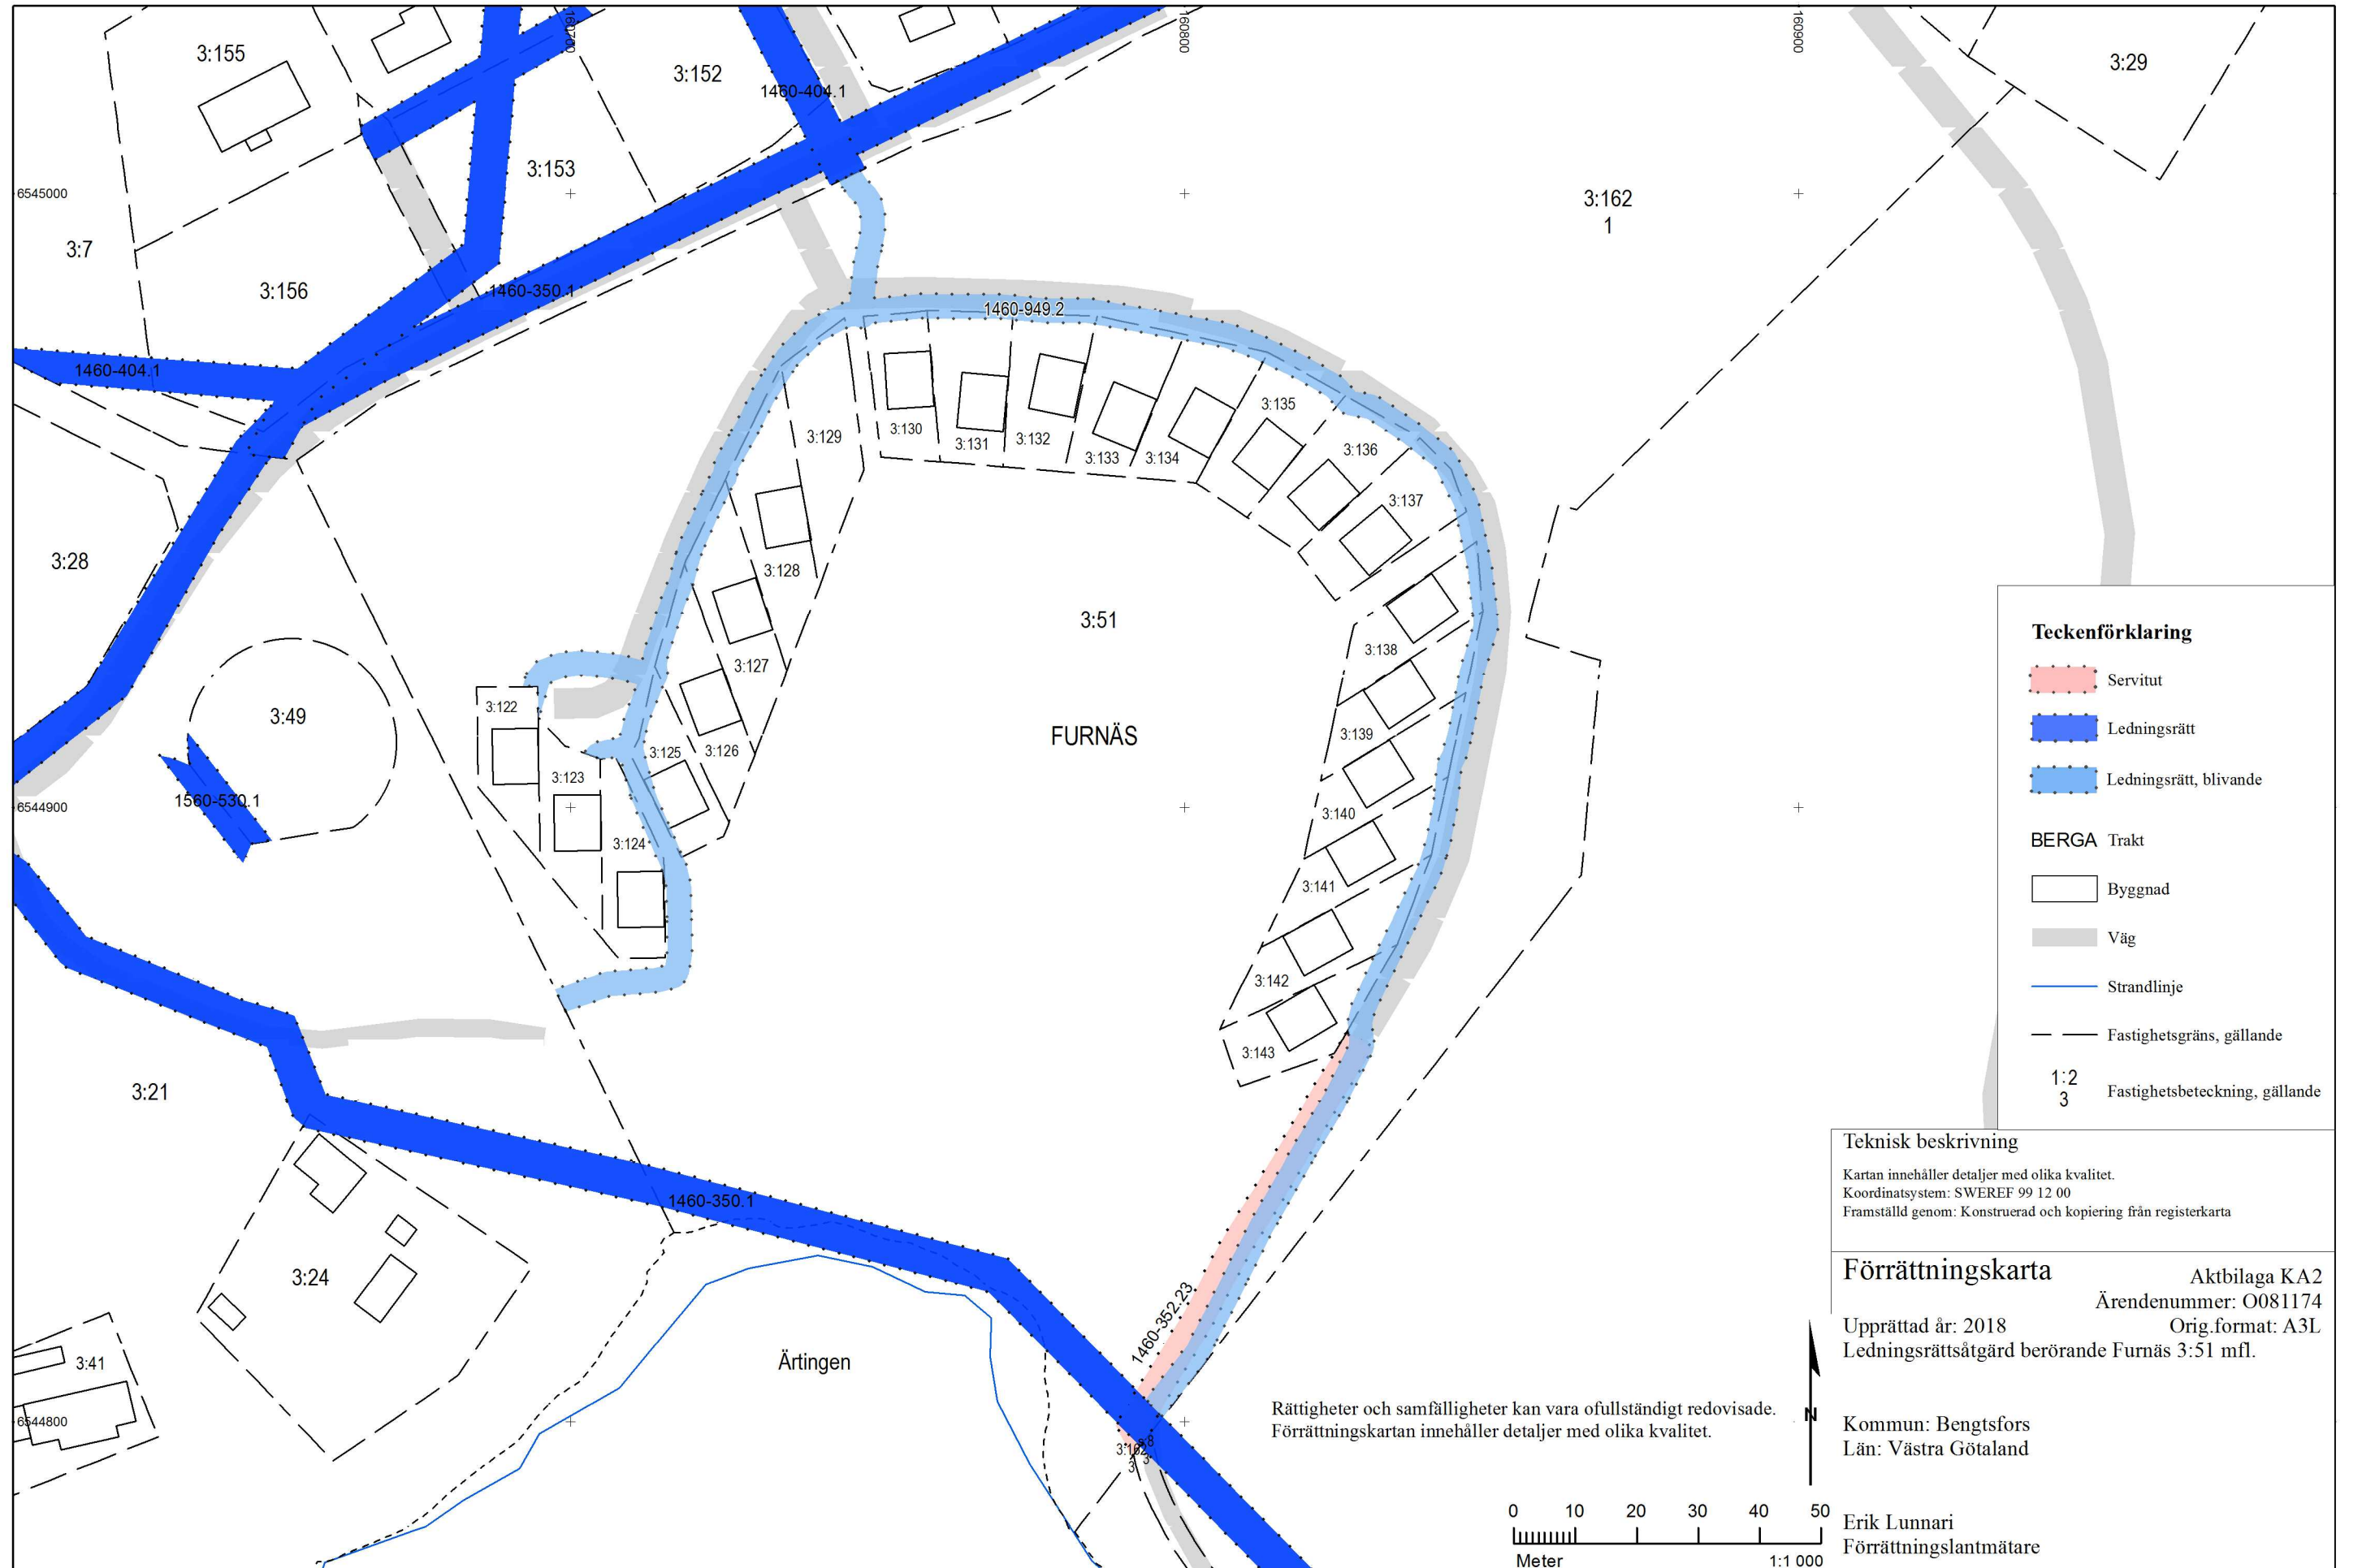 160700
160800
160900
3:155
3:152
3:29
1460-404.1
3:153
6545000
3:162
1
3:7
3:156
1460-350.1
1460-949.2
1460-404.1
3:129
3:130
3:131
3:132
3:133
3:134
3:135
3:136
3:137
3:28
3:128
3:51
3:138
3:127
3:49
3:122
3:125
3:126
FURNÄS
3:139
3:123
1560-530.1
6544900
3:124
3:140
3:141
3:142
3:143
3:21
1460-350.1
3:24
1460-352.23
3:41
Ärtingen
6544800
3:162
3
Teckenförklaring
Servitut
Ledningsrätt
Ledningsrätt, blivande
BERGA Trakt
Byggnad
Väg
Strandlinje
Fastighetsgräns, gällande
1:2
3
Fastighetsbeteckning, gällande
Teknisk beskrivning
Kartan innehåller detaljer med olika kvalitet.
Koordinatsystem: SWEREF 99 12 00
Framställd genom: Konstruerad och kopiering från registerkarta
Förrättningskarta
Aktbilaga KA2
Ärendenummer: O081174
Upprättad år: 2018
Orig.format: A3L
Ledningsrättsåtgärd berörande Furnäs 3:51 mfl.
Rättigheter och samfälligheter kan vara ofullständigt redovisade.
Förrättningskartan innehåller detaljer med olika kvalitet.
N
Kommun: Bengtsfors
Län: Västra Götaland
0 10 20 30 40 50
Meter
1:1 000
Erik Lunnari
Förrättningslantmätare